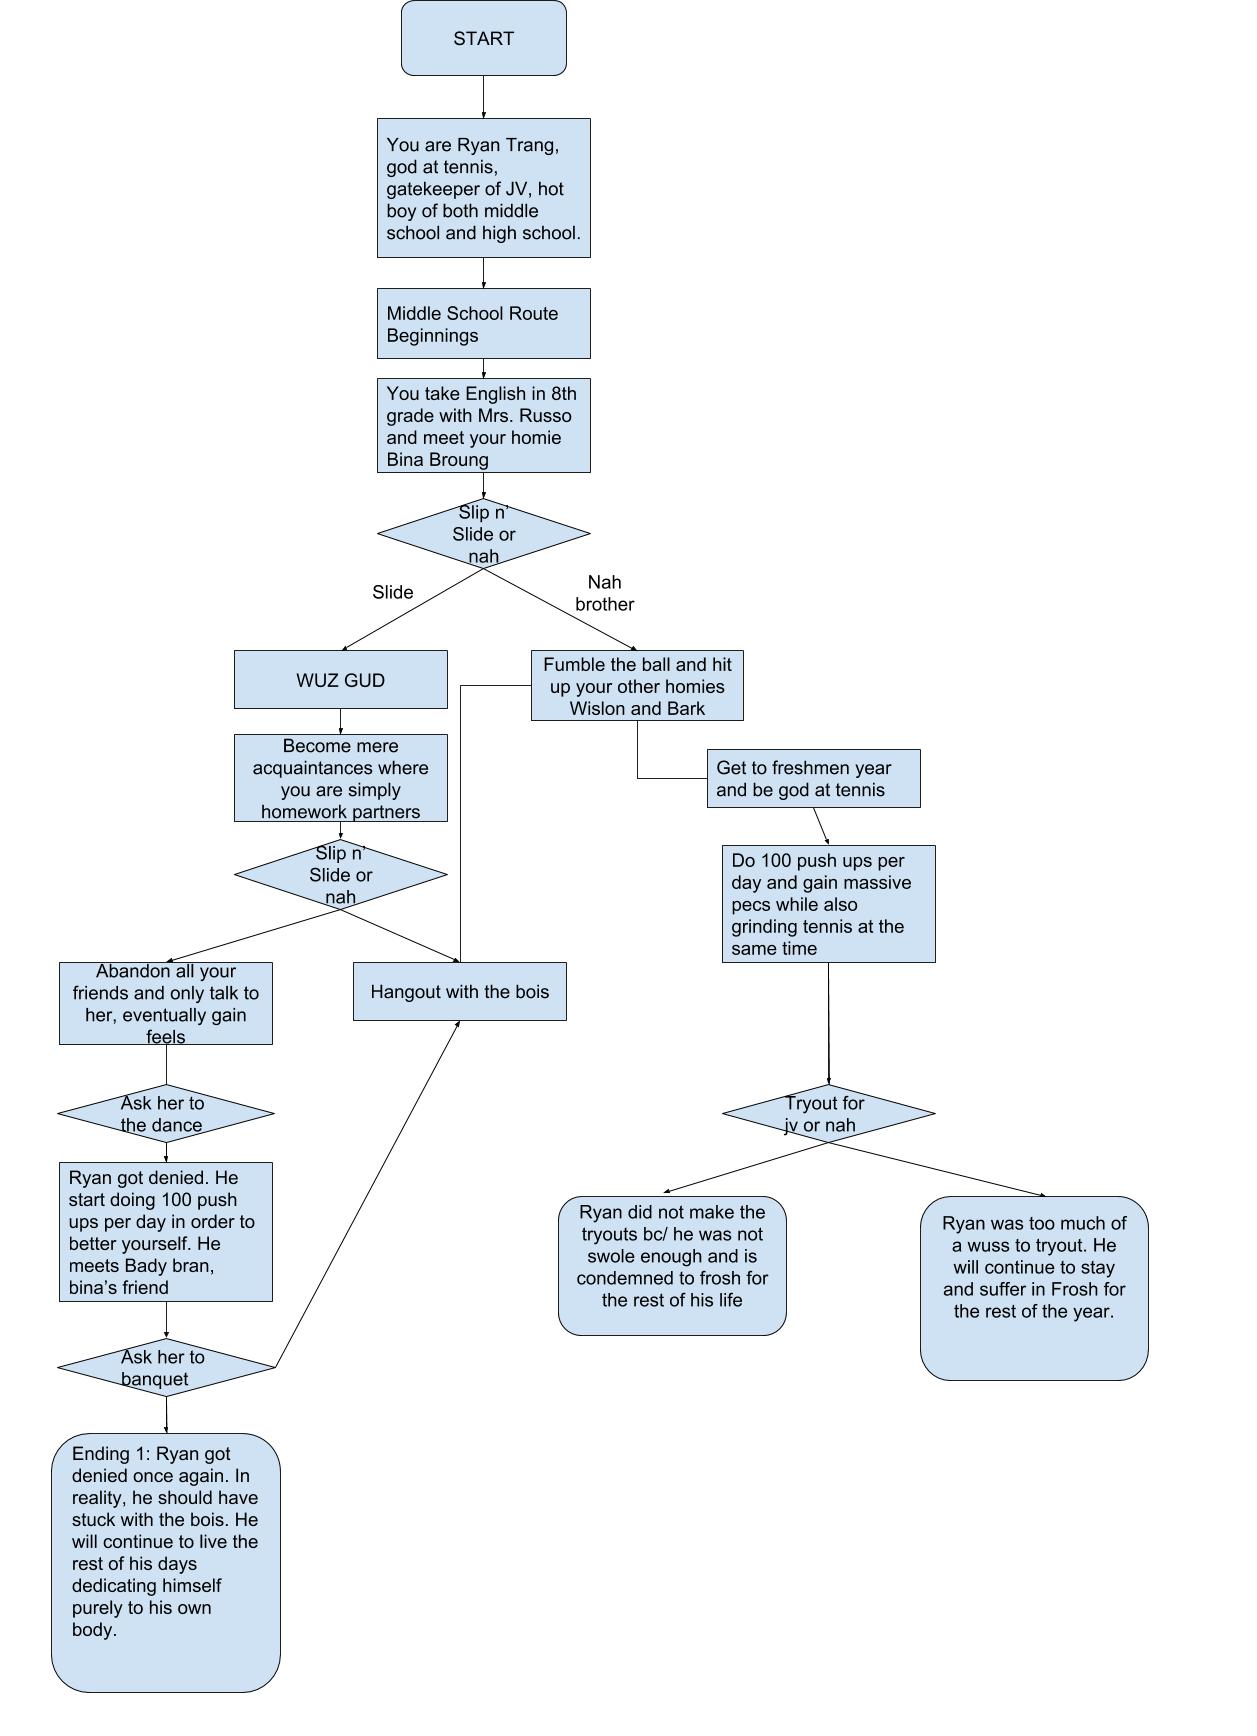 START
You are Ryan Trang,
god at tennis,
gatekeeper of JV, hot
boy of both middle
school and high school.
Middle School Route
Beginnings
You take English in 8th
grade with Mrs. Russo
and meet your homie
Bina Broung
Slip n’
Slide or
nah
Slide
Nah
brother
WUZ GUD
Fumble the ball and hit
up your other homies
Wislon and Bark
Become mere
acquaintances where
you are simply
homework partners
Get to freshmen year
and be god at tennis
Slip n’
Slide or
nah
Do 100 push ups per
day and gain massive
pecs while also
grinding tennis at the
same time
Abandon all your
friends and only talk to
her, eventually gain
feels
Hangout with the bois
Ask her to
the dance
Tryout for
jv or nah
Ryan got denied. He
start doing 100 push
ups per day in order to
better yourself. He
meets Bady bran,
bina’s friend
Ryan did not make the
tryouts bc/ he was not
swole enough and is
condemned to frosh for
the rest of his life
Ryan was too much of
a wuss to tryout. He
will continue to stay
and suffer in Frosh for
the rest of the year.
Ask her to
banquet
Ending 1: Ryan got
denied once again. In
reality, he should have
stuck with the bois. He
will continue to live the
rest of his days
dedicating himself
purely to his own
body.